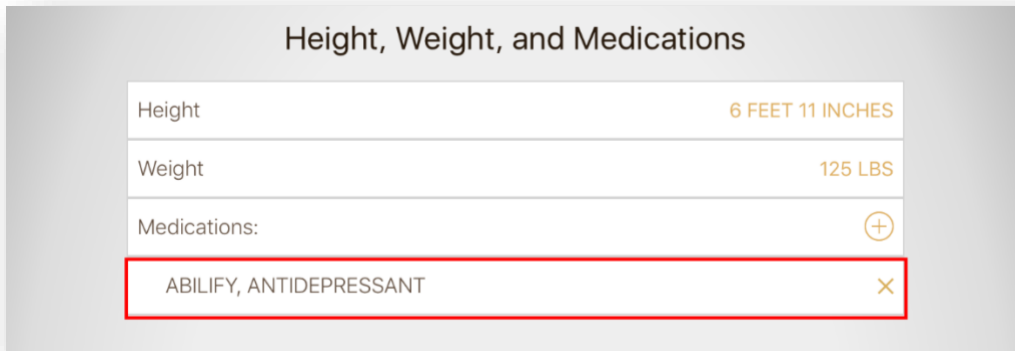 Height, Weight, and Medications
Height 6 FEET 11 INCHES
Weight 125 LBS
Medications:
ABILIFY, ANTIDEPRESSANT